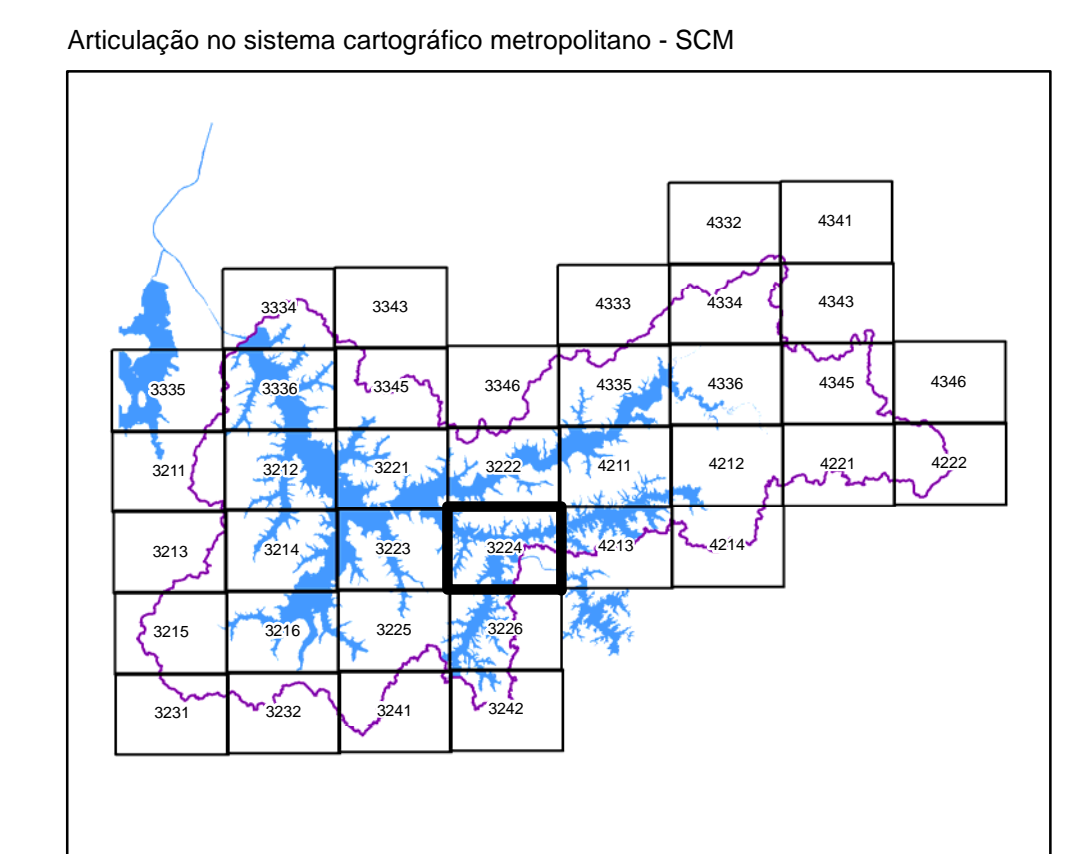 Articulação no sistema cartográfico metropolitano - SCM
4332 4341
3334 3343 4333 4334 4343
3335 3336 3345 3346 4335 4336 4345 4346
3211 3212 3221 3222 4211 4212 4221 4222
3213 3214 3223 3224 4213 4214
3215 3216 3225 3226
3231 3232 3241 3242